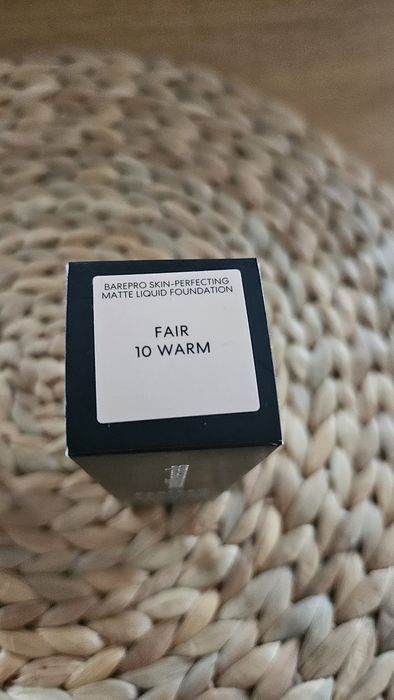 BAREPRO SKIN-PERFECTING
MATTE LIQUID FOUNDATION
FAIR
10 WARM